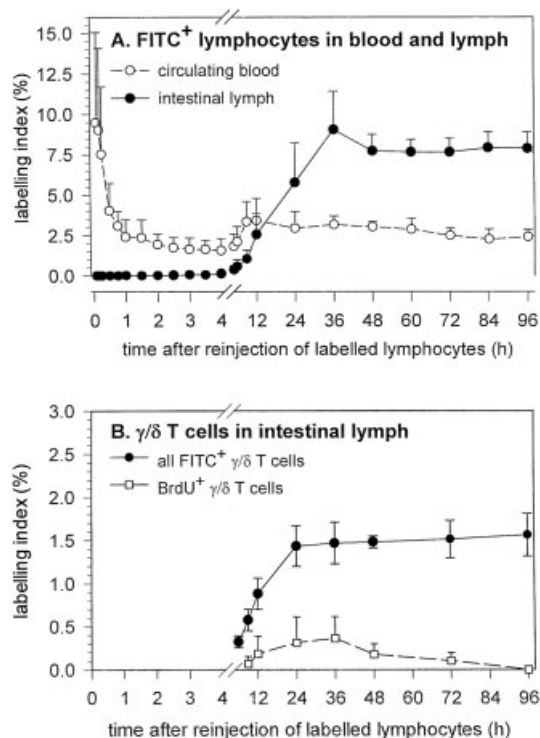 A. FITC+ lymphocytes in blood and lymph
circulating blood
intestinal lymph
labelling index (%)
15.0
12.5
10.0
7.5
5.0
2.5
0.0
0 1 2 3 4 12 24 36 48 60 72 84 96
time after reinjection of labelled lymphocytes (h)
B. γ/δ T cells in intestinal lymph
all FITC+ γ/δ T cells
BrdU+ γ/δ T cells
labelling index (%)
3.0
2.5
2.0
1.5
1.0
0.5
0.0
0 1 2 3 4 12 24 36 48 60 72 84 96
time after reinjection of labelled lymphocytes (h)